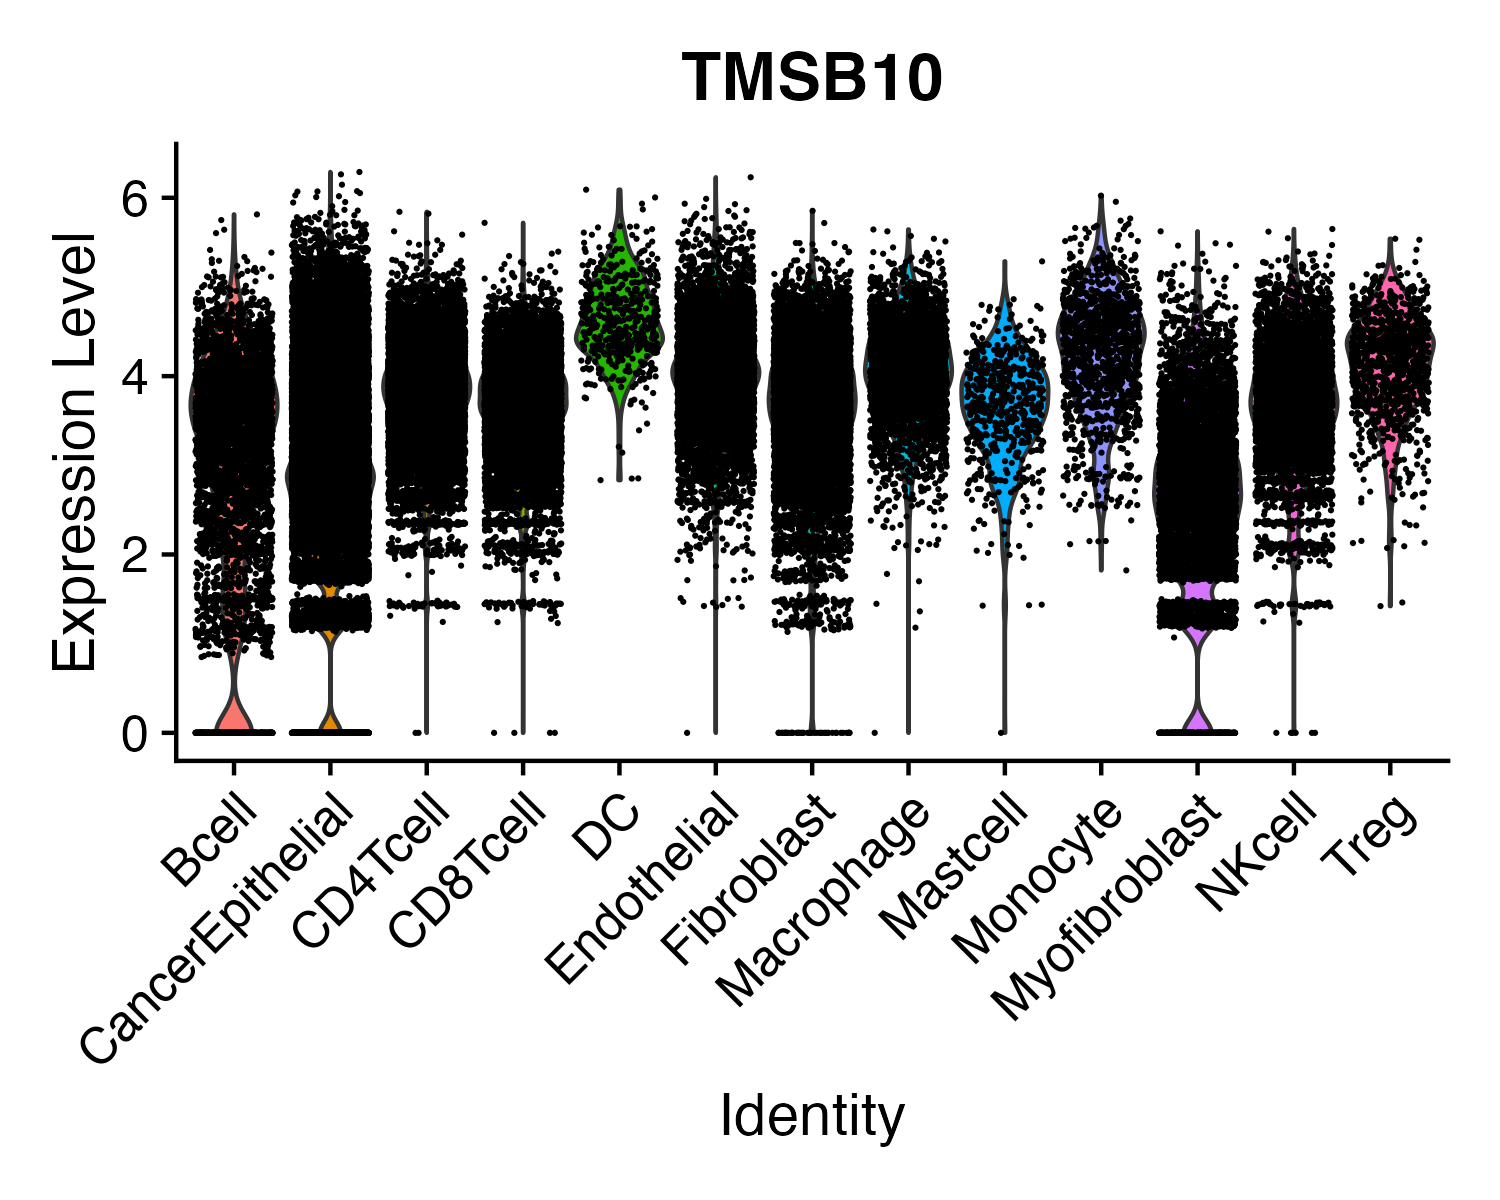 TMSB10
Expression Level
6
4
2
0
Bcell
CancerEpithelial
CD4Tcell
CD8Tcell
DC
Endothelial
Fibroblast
Macrophage
Mastcell
Monocyte
Myofibroblast
NKcell
Treg
Identity